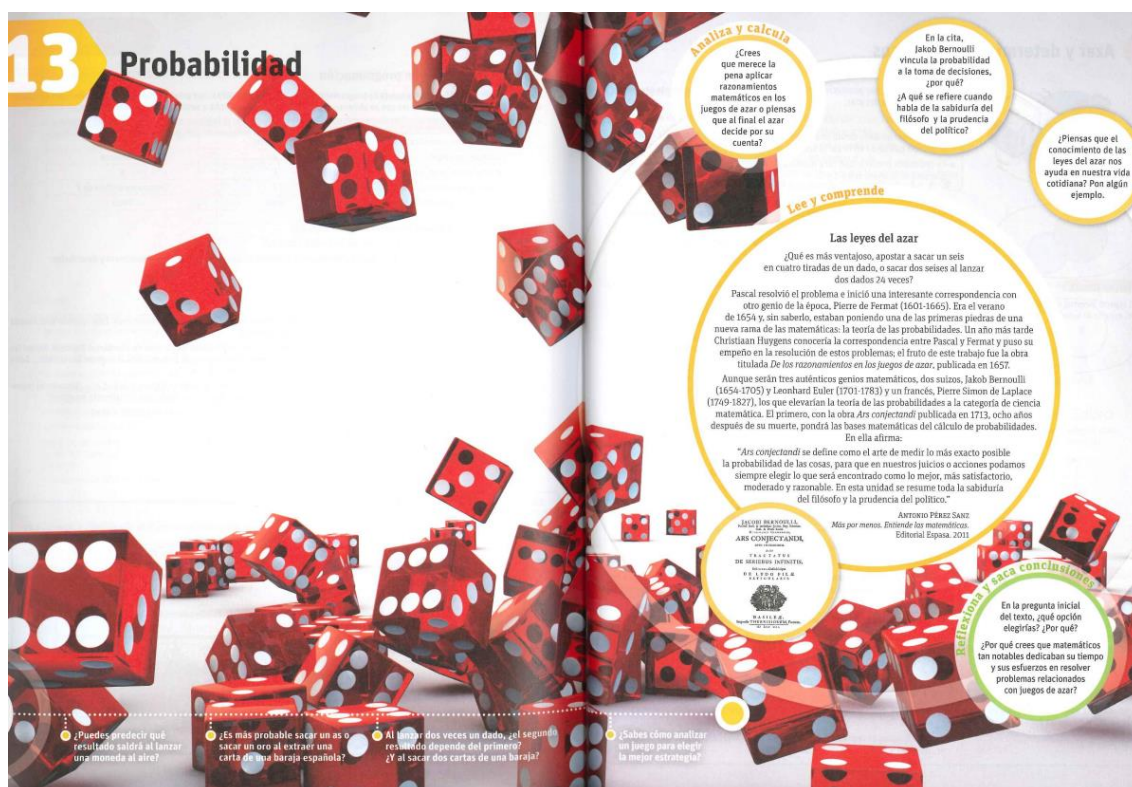 13
Probabilidad
Analiza y calcula
¿Crees
que merece la
pena aplicar
razonamientos
matemáticos en los
juegos de azar o piensas
que al final el azar
decide por su
cuenta?
En la cita,
Jakob Bernoulli
vincula la probabilidad
a la toma de decisiones,
¿por qué?
¿A qué se refiere cuando
habla de la sabiduría del
filósofo y la prudencia
del político?
¿Piensas que el
conocimiento de las
leyes del azar nos
ayuda en nuestra vida
cotidiana? Pon algún
ejemplo.
Lee y comprende
Las leyes del azar
¿Qué es más ventajoso, apostar a sacar un seis
en cuatro tiradas de un dado, o sacar dos seises al lanzar
dos dados 24 veces?
Pascal resolvió el problema e inició una interesante correspondencia con
otro genio de la época, Pierre de Fermat (1601-1665). Era el verano
de 1654 y, sin saberlo, estaban poniendo una de las primeras piedras de una
nueva rama de las matemáticas: la teoría de las probabilidades. Un año más tarde
Christiaan Huygens conocería la correspondencia entre Pascal y Fermat y puso su
empeño en la resolución de estos problemas; el fruto de este trabajo fue la obra
titulada De los razonamientos en los juegos de azar, publicada en 1657.
Aunque serán tres auténticos genios matemáticos, dos suizos, Jakob Bernoulli
(1654-1705) y Leonhard Euler (1701-1783) y un francés, Pierre Simon de Laplace
(1749-1827), los que elevarían la teoría de las probabilidades a la categoría de ciencia
matemática. El primero, con la obra Ars conjectandi publicada en 1713, ocho años
después de su muerte, pondrá las bases matemáticas del cálculo de probabilidades.
En ella afirma:
"Ars conjectandi se define como el arte de medir lo más exacto posible
la probabilidad de las cosas, para que en nuestros juicios o acciones podamos
siempre elegir lo que será encontrado como lo mejor, más satisfactorio,
moderado y razonable. En esta unidad se resume toda la sabiduría
del filósofo y la prudencia del político."
ANTONIO PÉREZ SANZ
Más por menos. Entiende las matemáticas.
Editorial Espasa. 2011
JACOBI BERNOULLI,
ARS CONJECTANDI,
TRACTATUS
DE SERIEBUS INFINITIS,
BASILEÆ,
Reflexiona y saca conclusiones
En la pregunta inicial
del texto, ¿qué opción
elegirías? ¿Por qué?
¿Por qué crees que matemáticos
tan notables dedicaban su tiempo
y sus esfuerzos en resolver
problemas relacionados
con juegos de azar?
¿Puedes predecir qué
resultado saldrá al lanzar
una moneda al aire?
¿Es más probable sacar un as o
sacar un oro al extraer una
carta de una baraja española?
Al lanzar dos veces un dado, ¿el segundo
resultado depende del primero?
¿Y al sacar dos cartas de una baraja?
¿Sabes cómo analizar
un juego para elegir
la mejor estrategia?